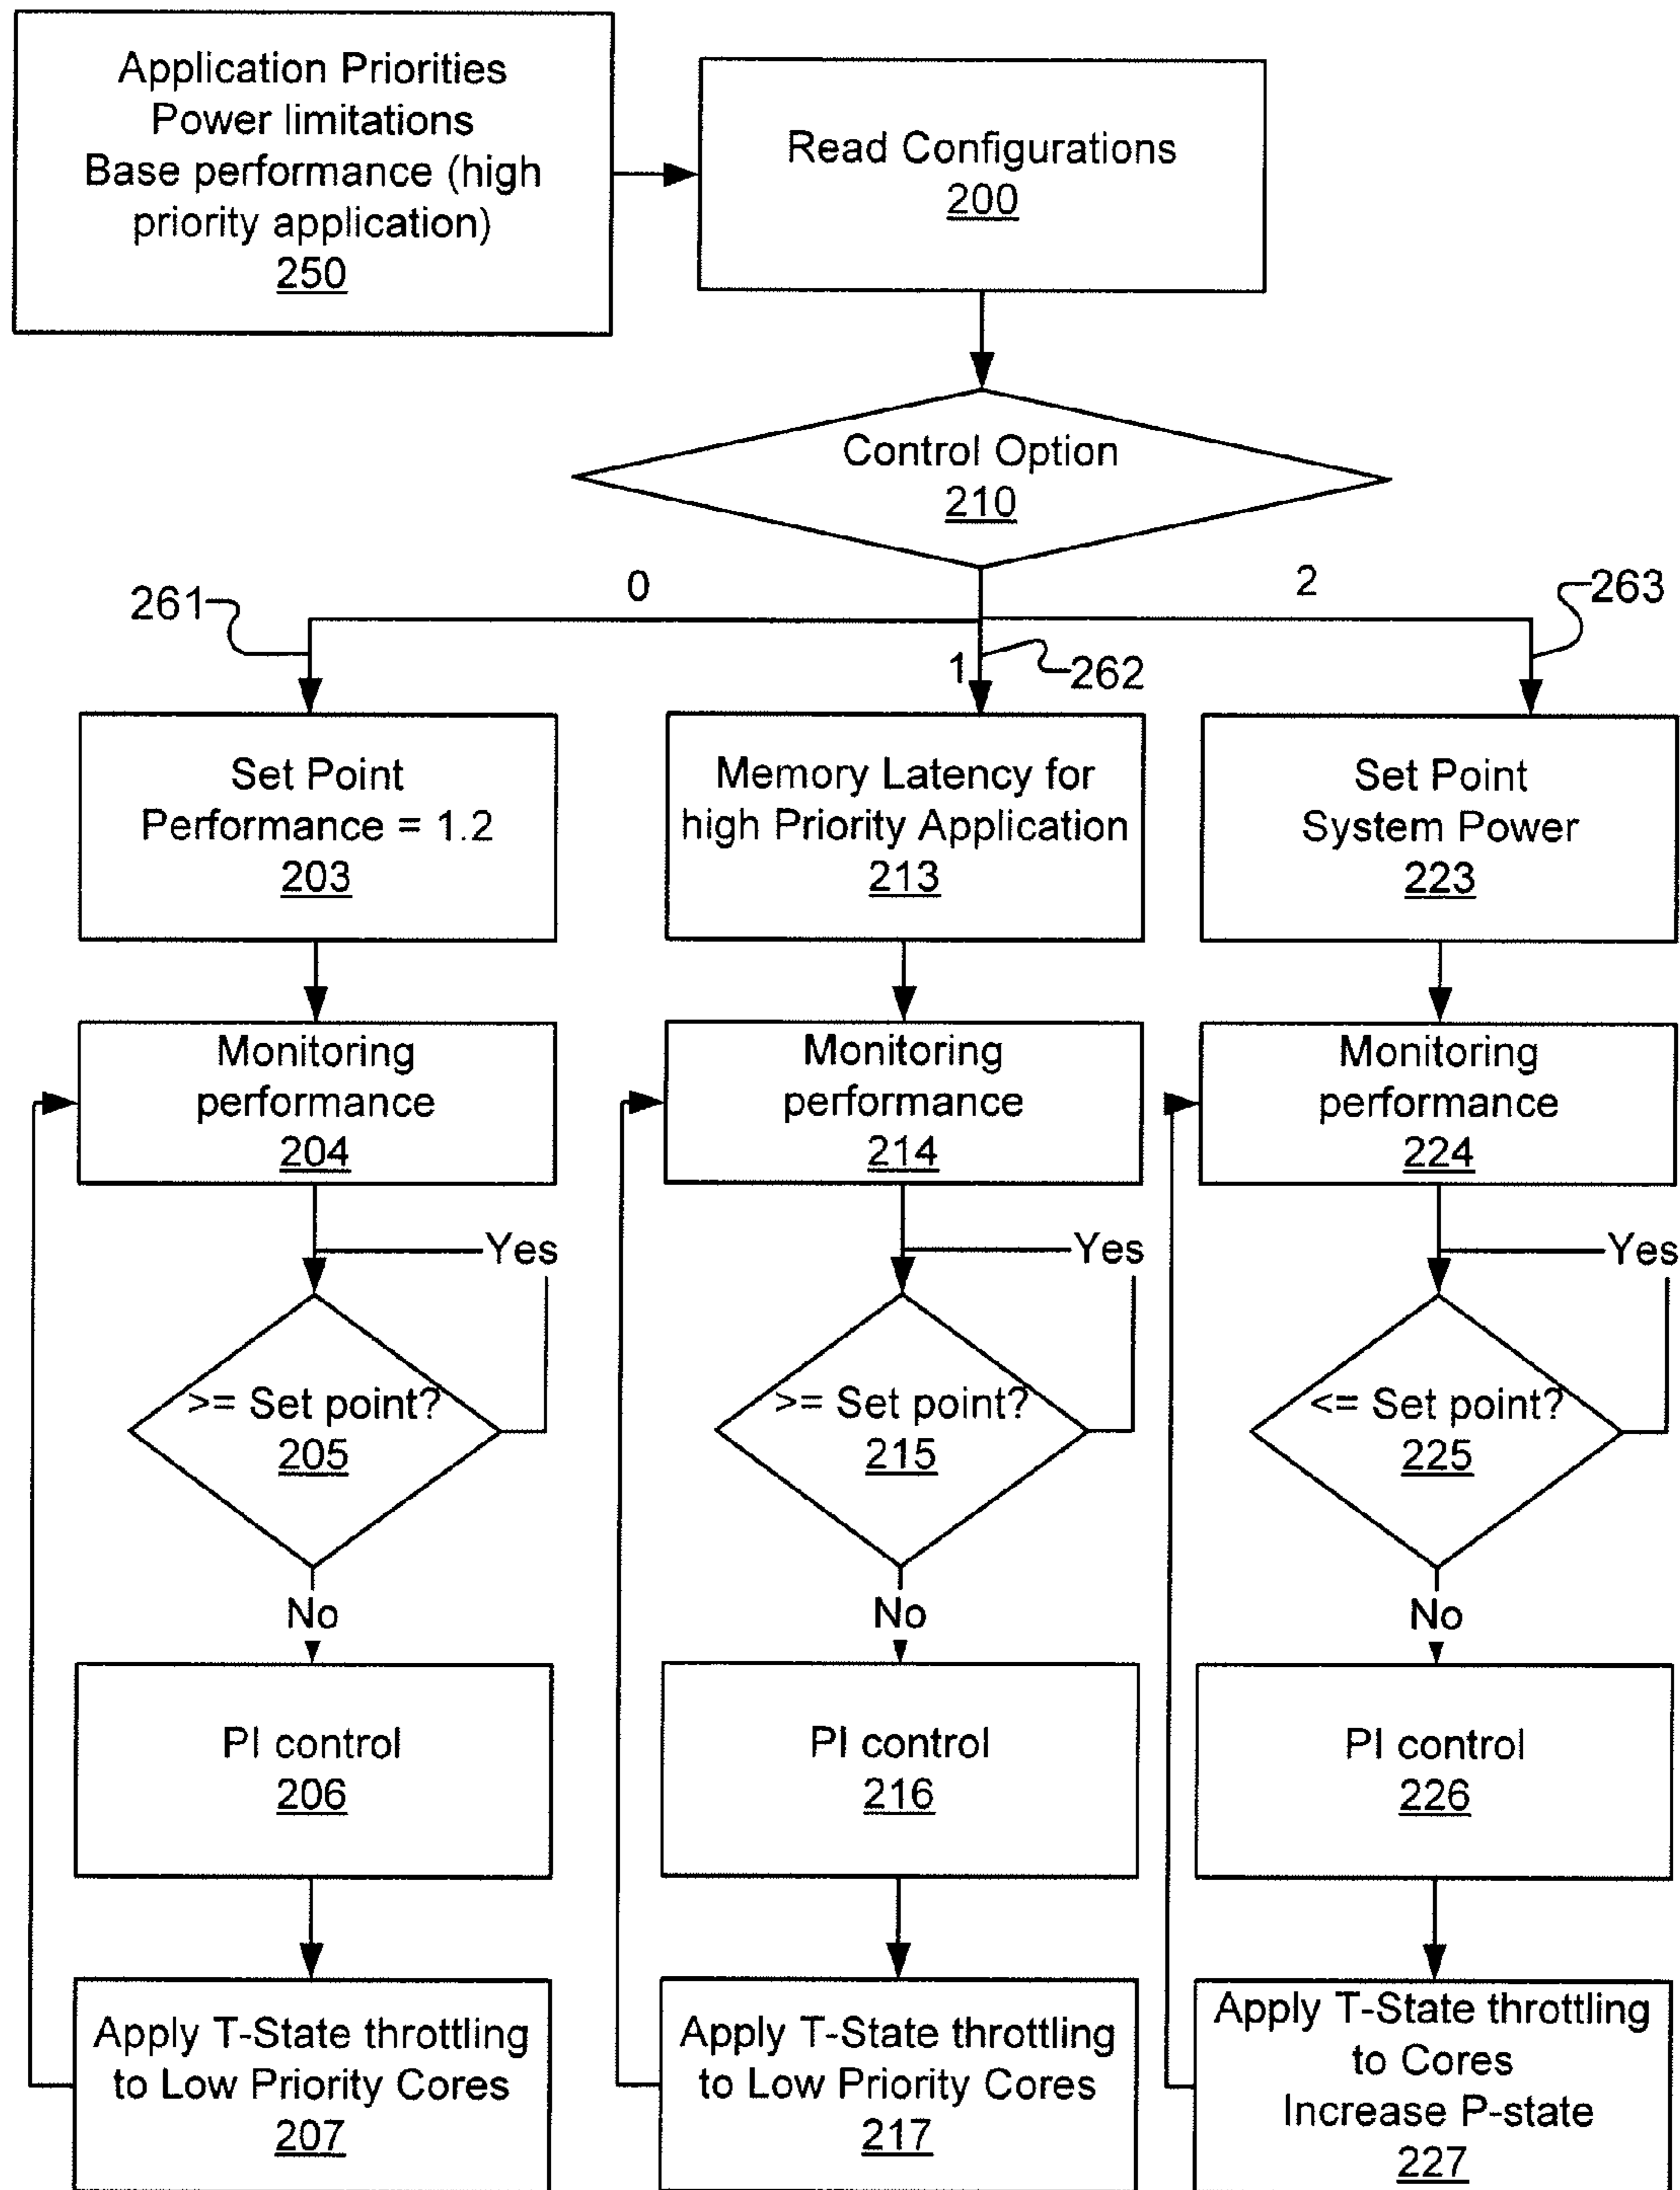 Application Priorities
Power limitations
Base performance (high
priority application)
250
Read Configurations
200
Control Option
210
0
2
261
263
1
262
Set Point
Performance = 1.2
203
Memory Latency for
high Priority Application
213
Set Point
System Power
223
Monitoring
performance
204
Monitoring
performance
214
Monitoring
performance
224
Yes
Yes
Yes
>= Set point?
205
>= Set point?
215
<= Set point?
225
No
No
No
PI control
206
PI control
216
PI control
226
Apply T-State throttling
to Low Priority Cores
207
Apply T-State throttling
to Low Priority Cores
217
Apply T-State throttling
to Cores
Increase P-state
227